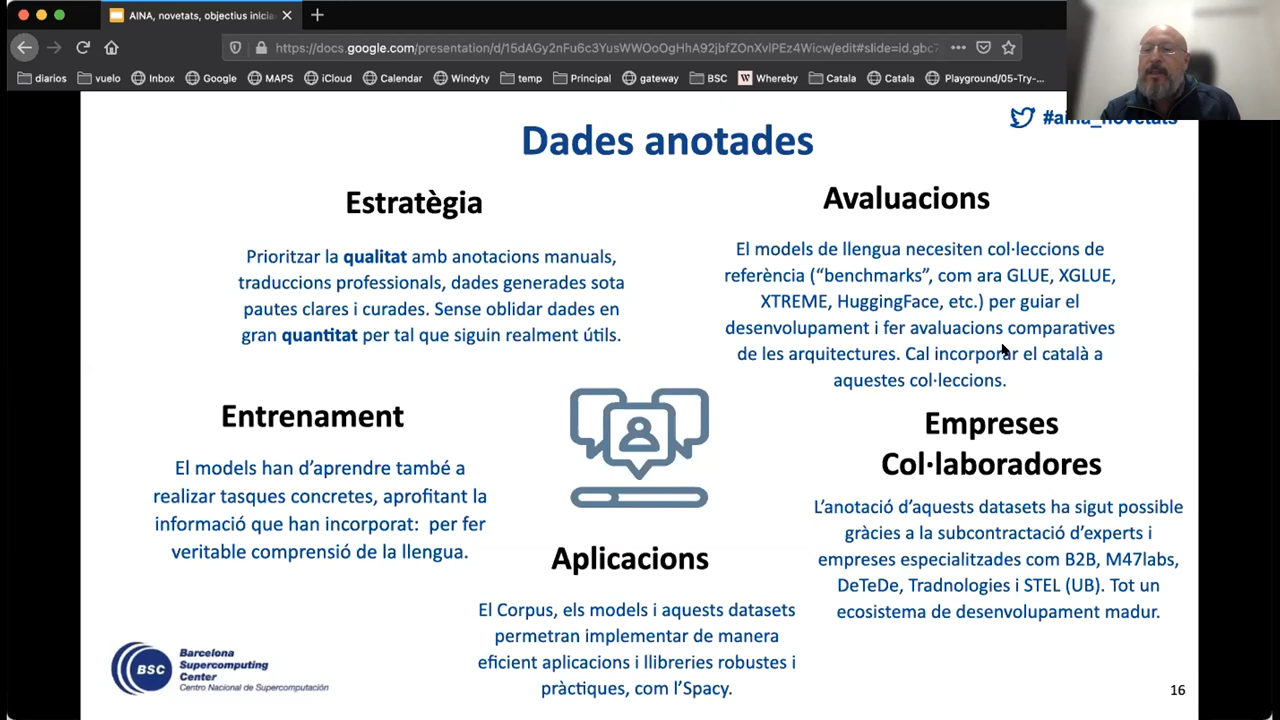 AINA, novetats, objectius inicia
https://docs.google.com/presentation/d/15dAGy2nFu6c3YusWWOoOgHhA92jbfZOnXvlPEz4Wicw/edit#slide=id.gbc7
diarios vuelo Inbox Google MAPS iCloud Calendar Windyty temp Principal gateway BSC Whereby Catala Catala Playground/05-Try-...
#aina_novetats
Dades anotades
Estratègia
Prioritzar la qualitat amb anotacions manuals,
traduccions professionals, dades generades sota
pautes clares i curades. Sense oblidar dades en
gran quantitat per tal que siguin realment útils.
Avaluacions
El models de llengua necesiten col·leccions de
referència (“benchmarks”, com ara GLUE, XGLUE,
XTREME, HuggingFace, etc.) per guiar el
desenvolupament i fer avaluacions comparatives
de les arquitectures. Cal incorporar el català a
aquestes col·leccions.
Entrenament
El models han d’aprendre també a
realizar tasques concretes, aprofitant la
informació que han incorporat: per fer
veritable comprensió de la llengua.
Empreses
Col·laboradores
L’anotació d’aquests datasets ha sigut possible
gràcies a la subcontractació d’experts i
empreses especialitzades com B2B, M47labs,
DeTeDe, Tradnologies i STEL (UB). Tot un
ecosistema de desenvolupament madur.
Aplicacions
El Corpus, els models i aquests datasets
permetran implementar de manera
eficient aplicacions i llibreries robustes i
pràctiques, com l’Spacy.
BSC
Barcelona
Supercomputing
Center
Centro Nacional de Supercomputación
16